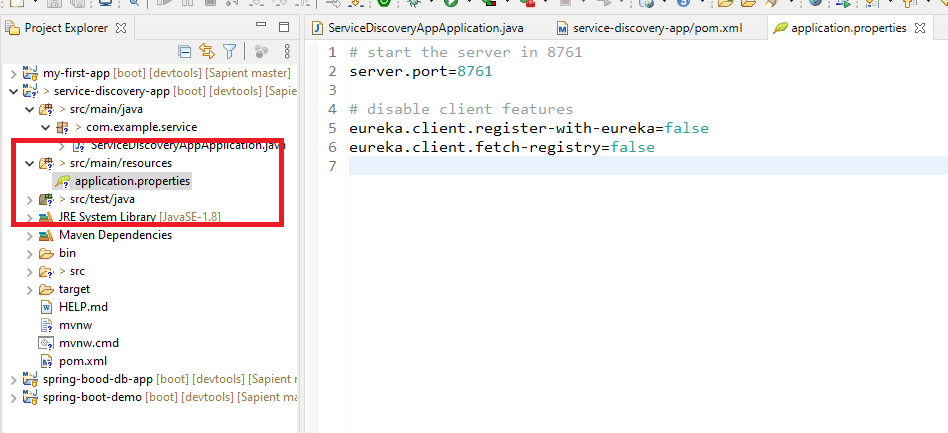 Project Explorer
my-first-app [boot] [devtools] [Sapient master]
> service-discovery-app [boot] [devtools] [Sapie
> src/main/java
> com.example.service
> ServiceDiscoveryAppApplication.java
> src/main/resources
application.properties
> src/test/java
JRE System Library [JavaSE-1.8]
Maven Dependencies
bin
> src
target
HELP.md
mvnw
mvnw.cmd
pom.xml
spring-bood-db-app [boot] [devtools] [Sapient m
spring-boot-demo [boot] [devtools] [Sapient ma
ServiceDiscoveryAppApplication.java
service-discovery-app/pom.xml
application.properties
1 # start the server in 8761
2 server.port=8761
3
4 # disable client features
5 eureka.client.register-with-eureka=false
6 eureka.client.fetch-registry=false
7